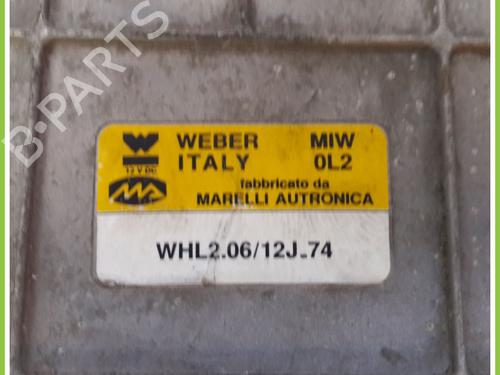 B-PARTS
WEBER MIW
ITALY 0L2
12 V DC
fabbricato da
MARELLI AUTRONICA
WHL2.06/12J.74